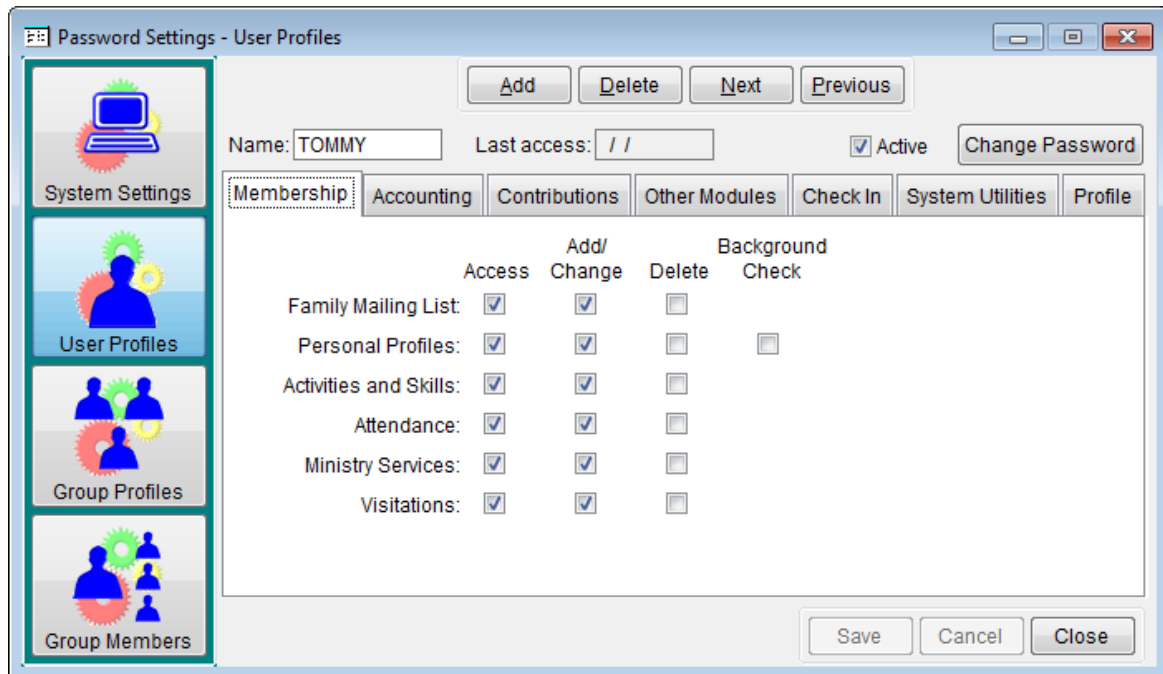 Password Settings - User Profiles
Add Delete Next Previous
Name: TOMMY Last access: / / Active Change Password
System Settings
Membership Accounting Contributions Other Modules Check In System Utilities Profile
Add/ Background
Access Change Delete Check
Family Mailing List:
User Profiles
Personal Profiles:
Activities and Skills:
Attendance:
Ministry Services:
Group Profiles
Visitations:
Group Members
Save Cancel Close